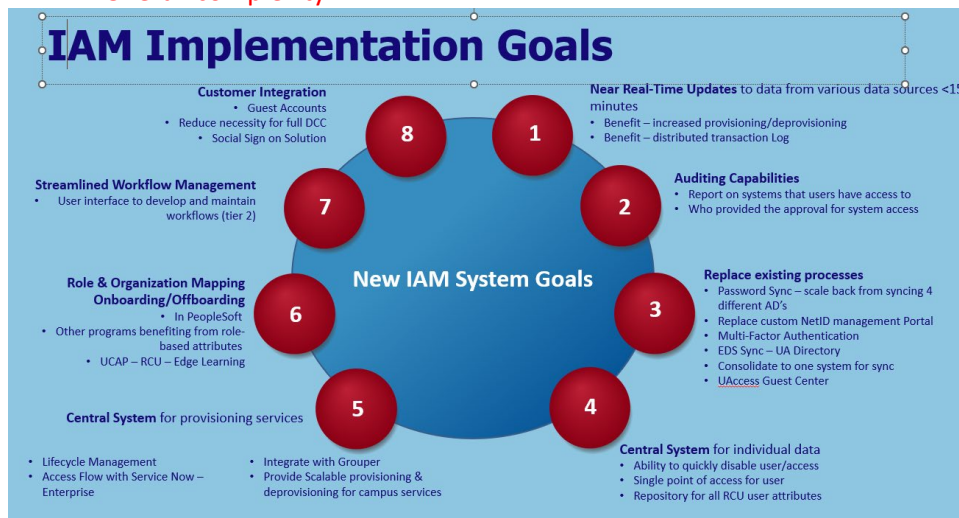 IAM Implementation Goals
Customer Integration
• Guest Accounts
• Reduce necessity for full DCC
• Social Sign on Solution
8
1
Near Real-Time Updates to data from various data sources <15
minutes
• Benefit – increased provisioning/deprovisioning
• Benefit – distributed transaction Log
Streamlined Workflow Management
• User interface to develop and maintain
workflows (tier 2)
7
2
Auditing Capabilities
• Report on systems that users have access to
• Who provided the approval for system access
New IAM System Goals
Role & Organization Mapping
Onboarding/Offboarding
• In PeopleSoft
• Other programs benefiting from role-
based attributes
• UCAP – RCU – Edge Learning
6
3
Replace existing processes
• Password Sync – scale back from syncing 4
different AD's
• Replace custom NetID management Portal
• Multi-Factor Authentication
• EDS Sync – UA Directory
• Consolidate to one system for sync
• UAccess Guest Center
5
4
Central System for provisioning services
• Lifecycle Management
• Access Flow with Service Now –
Enterprise
• Integrate with Grouper
• Provide Scalable provisioning &
deprovisioning for campus services
Central System for individual data
• Ability to quickly disable user/access
• Single point of access for user
• Repository for all RCU user attributes